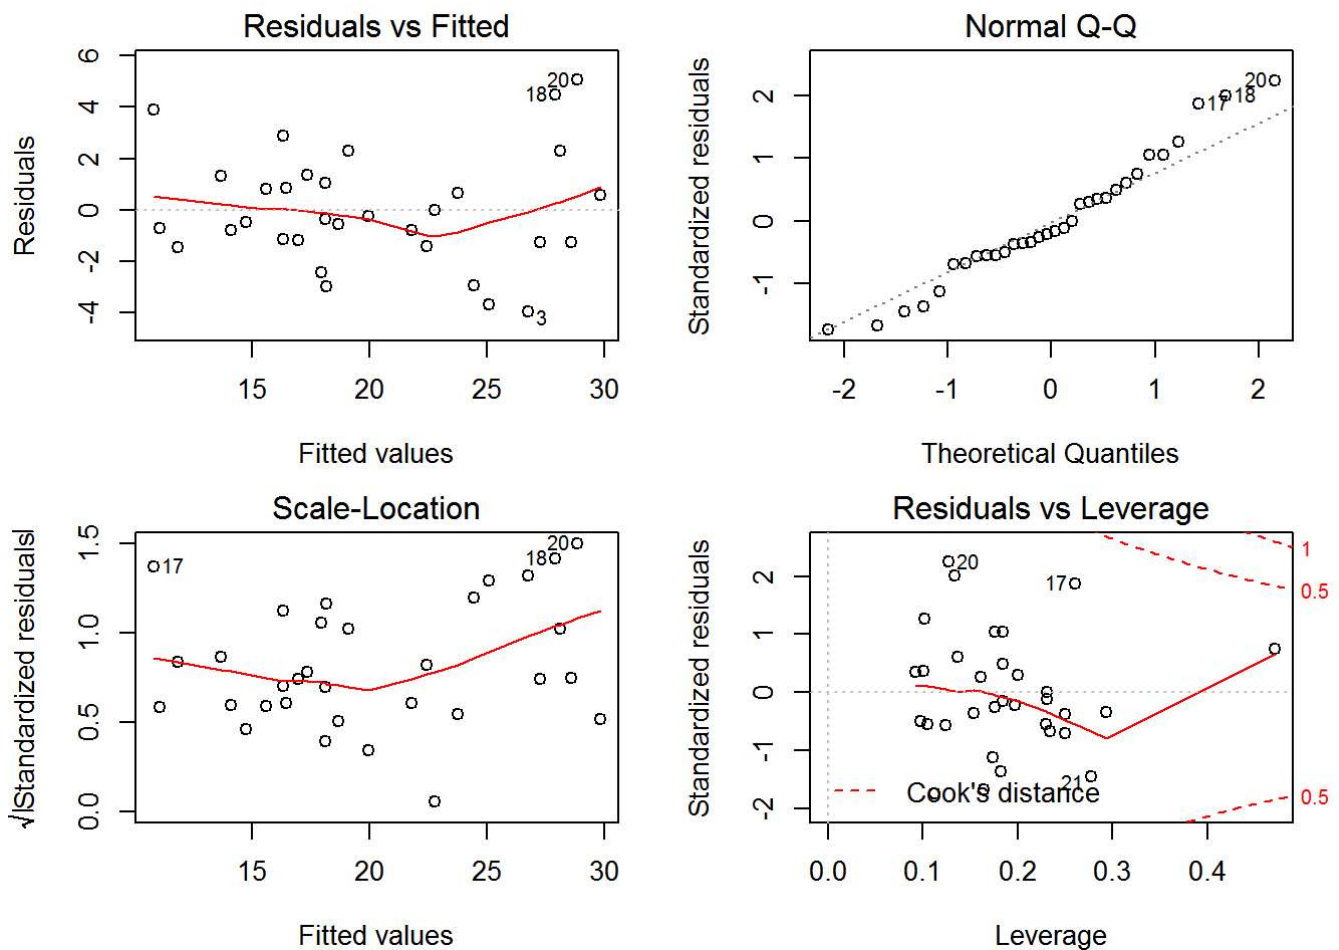 Residuals vs Fitted
Residuals
6
4
2
0
-2
-4
20
18
3
15 20 25 30
Fitted values
Normal Q-Q
Standardized residuals
2
1
0
-1
20
17 18
-2 -1 0 1 2
Theoretical Quantiles
Scale-Location
√|Standardized residuals|
1.5
1.0
0.5
0.0
17
20
18
15 20 25 30
Fitted values
Residuals vs Leverage
Standardized residuals
2
1
0
-1
-2
20
17
21
Cook's distance
1
0.5
0.5
0.0 0.1 0.2 0.3 0.4
Leverage